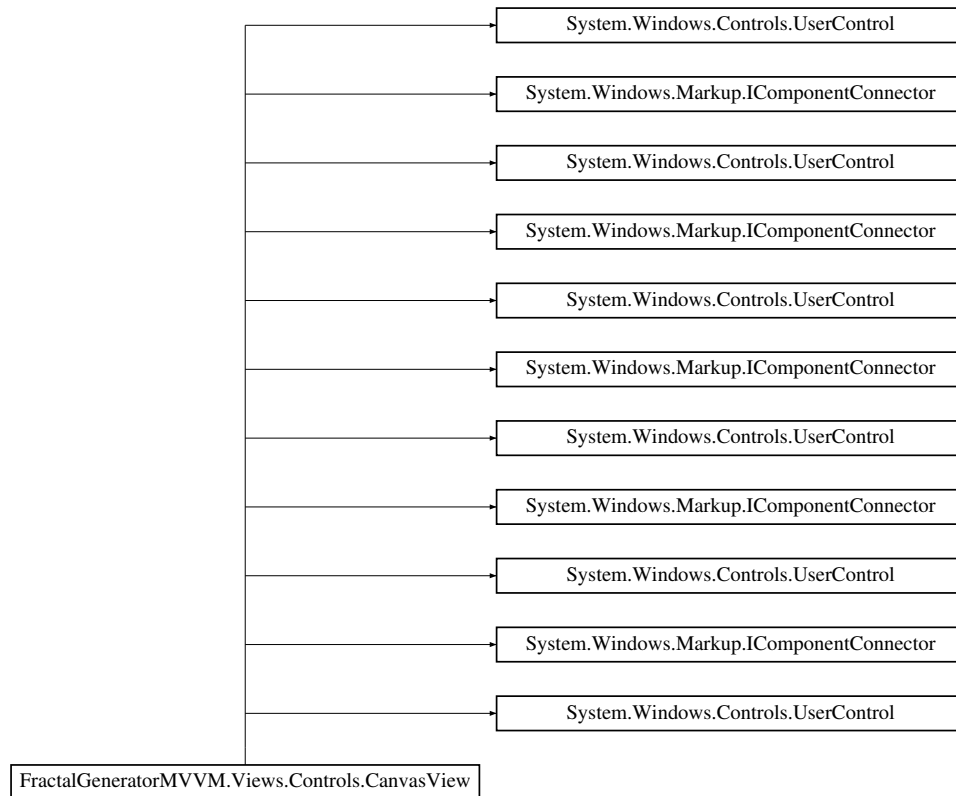 System.Windows.Controls.UserControl
System.Windows.Markup.IComponentConnector
System.Windows.Controls.UserControl
System.Windows.Markup.IComponentConnector
System.Windows.Controls.UserControl
System.Windows.Markup.IComponentConnector
System.Windows.Controls.UserControl
System.Windows.Markup.IComponentConnector
System.Windows.Controls.UserControl
System.Windows.Markup.IComponentConnector
System.Windows.Controls.UserControl
FractalGeneratorMVVM.Views.Controls.CanvasView